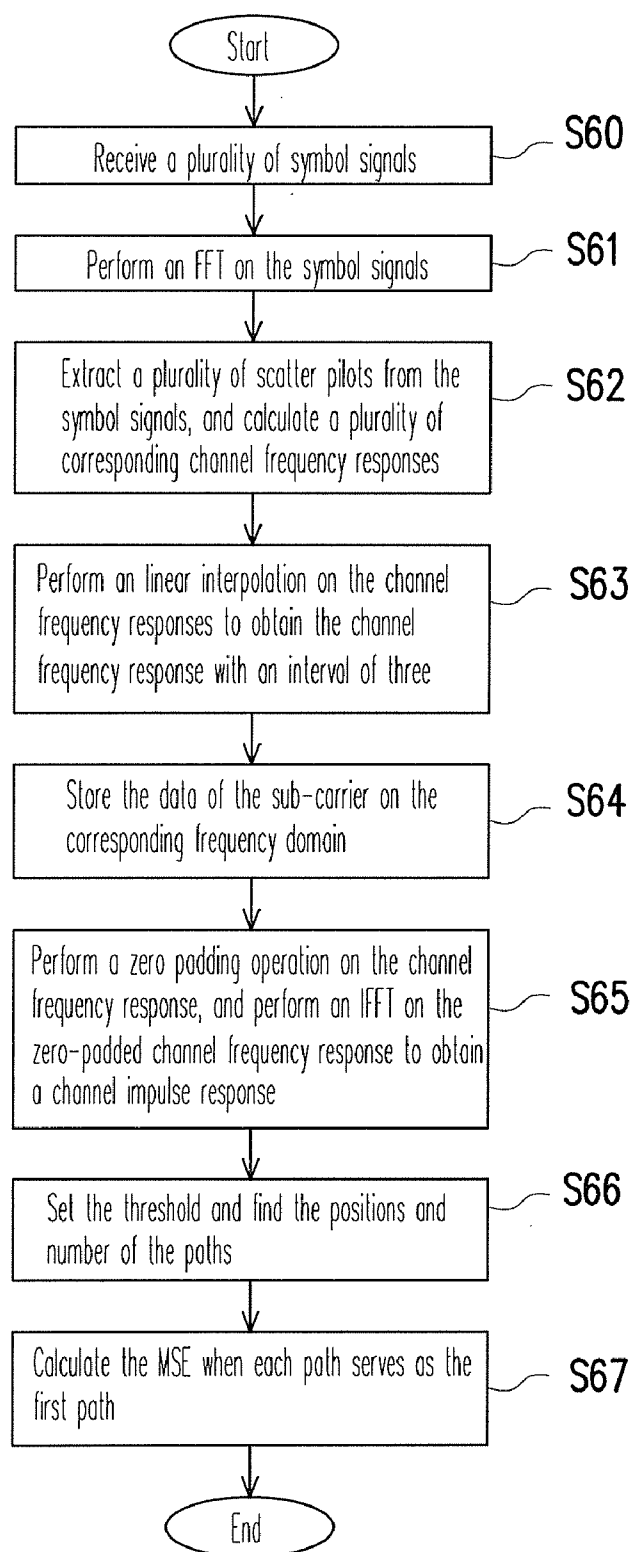 Start
Receive a plurality of symbol signals
S60
Perform an FFT on the symbol signals
S61
Extract a plurality of scatter pilots from the
symbol signals, and calculate a plurality of
corresponding channel frequency responses
S62
Perform an linear interpolation on the channel
frequency responses to obtain the channel
frequency response with an interval of three
S63
Store the data of the sub-carrier on the
corresponding frequency domain
S64
Perform a zero padding operation on the channel
frequency response, and perform an IFFT on the
zero-padded channel frequency response to obtain
a channel impulse response
S65
Set the threshold and find the positions and
number of the paths
S66
Calculate the MSE when each path serves as the
first path
S67
End